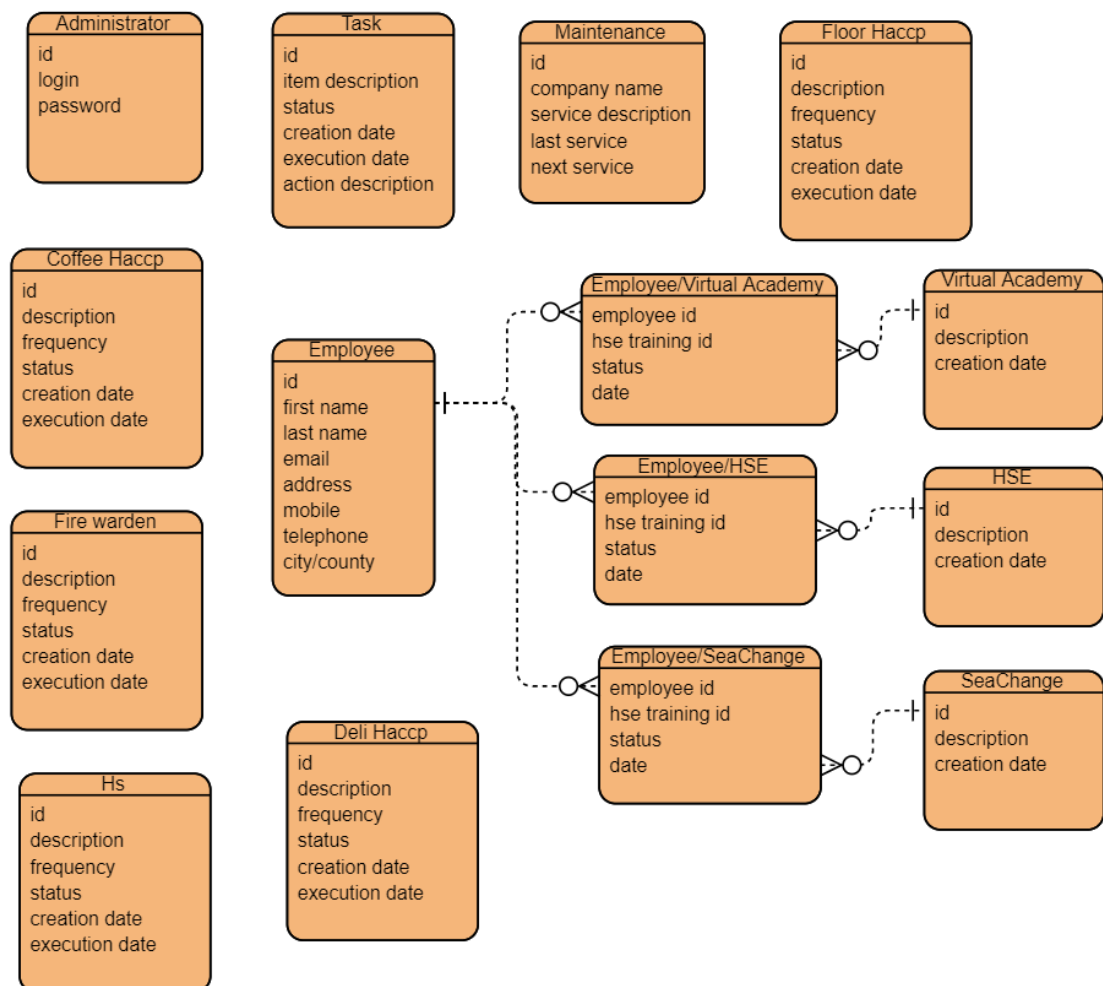 Administrator
id
login
password
Task
id
item description
status
creation date
execution date
action description
Maintenance
id
company name
service description
last service
next service
Floor Haccp
id
description
frequency
status
creation date
execution date
Coffee Haccp
id
description
frequency
status
creation date
execution date
Employee
id
first name
last name
email
address
mobile
telephone
city/county
Employee/Virtual Academy
employee id
hse training id
status
date
Virtual Academy
id
description
creation date
Employee/HSE
employee id
hse training id
status
date
HSE
id
description
creation date
Fire warden
id
description
frequency
status
creation date
execution date
Employee/SeaChange
employee id
hse training id
status
date
SeaChange
id
description
creation date
Deli Haccp
id
description
frequency
status
creation date
execution date
Hs
id
description
frequency
status
creation date
execution date